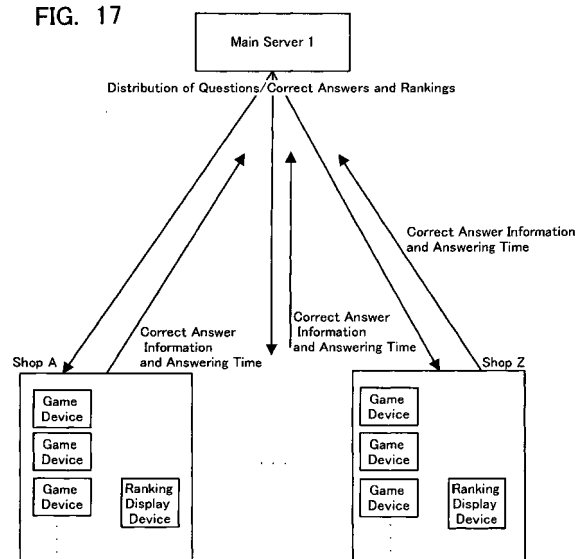 FIG. 17
Main Server 1
Distribution of Questions/Correct Answers and Rankings
Correct Answer Information
and Answering Time
Correct Answer
Information
and Answering Time
Correct Answer
Information
and Answering Time
Shop A
Game
Device
Game
Device
Game
Device
Ranking
Display
Device
. . .
Shop Z
Game
Device
Game
Device
Game
Device
Ranking
Display
Device